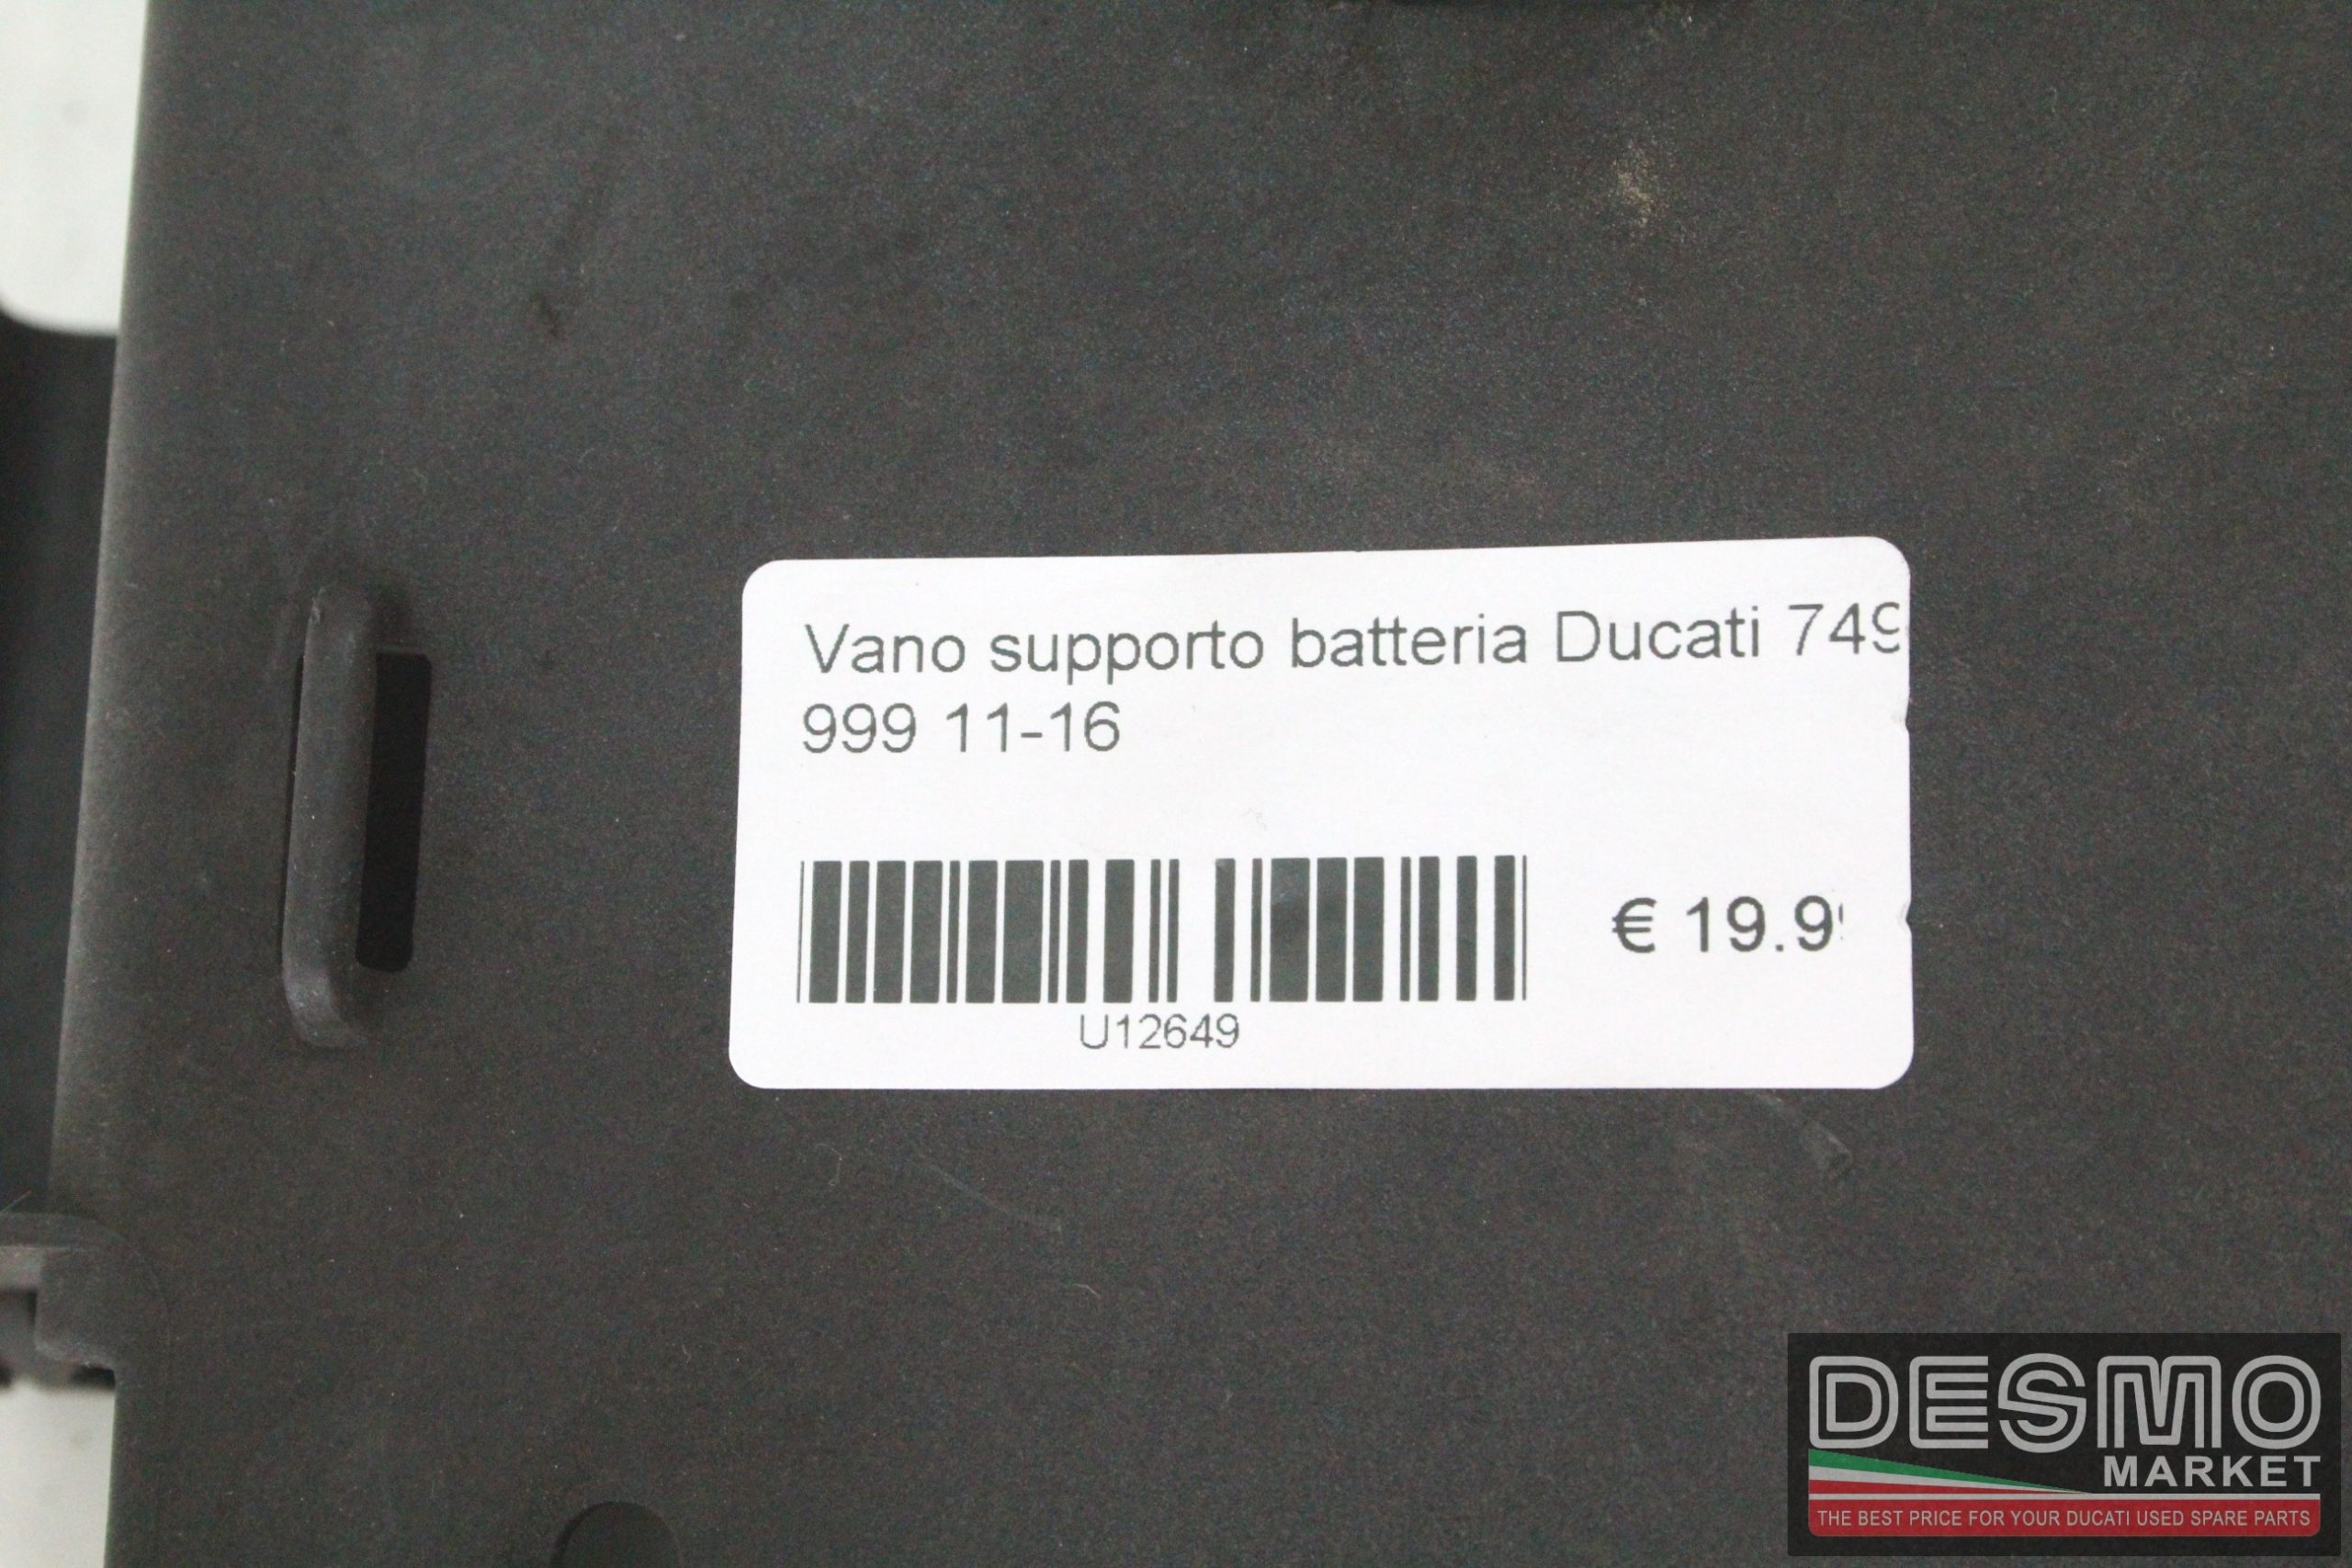 Vano supporto batteria Ducati 749
999 11-16
€ 19.9
U12649
DESMO
MARKET
THE BEST PRICE FOR YOUR DUCATI USED SPARE PARTS